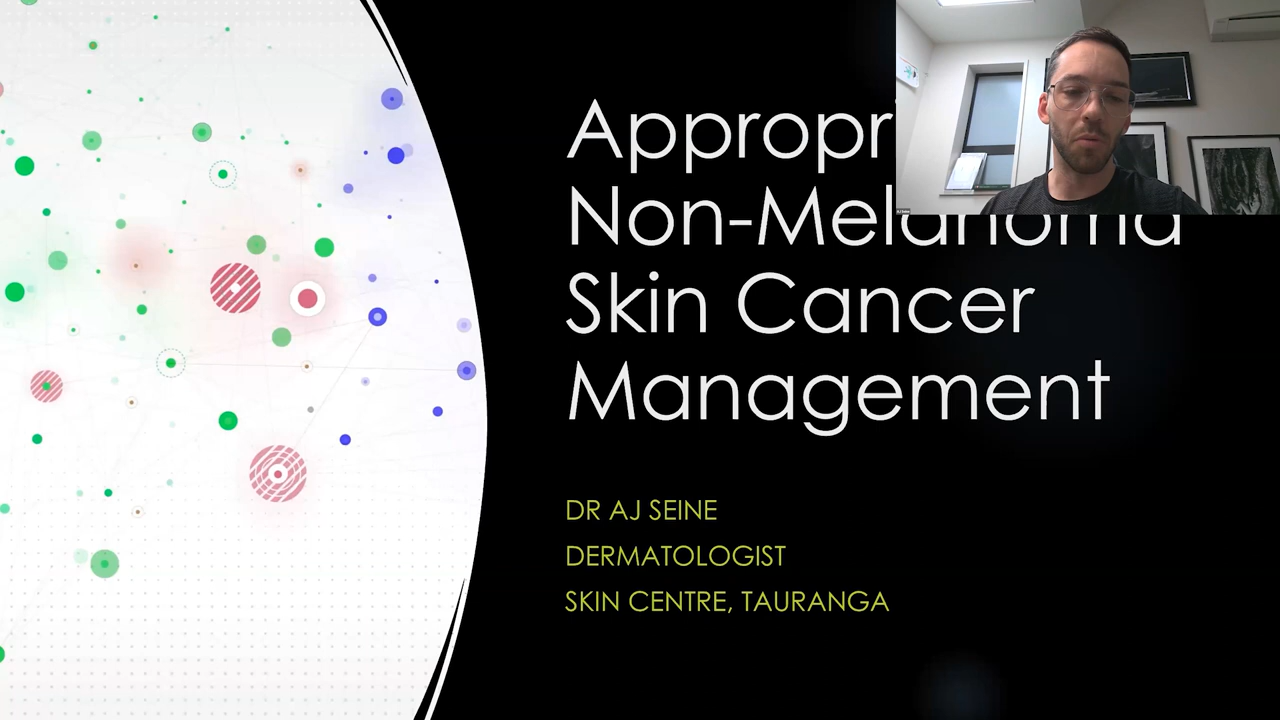 Appropr
Non-Melanoma
Skin Cancer
Management
DR AJ SEINE
DERMATOLOGIST
SKIN CENTRE, TAURANGA